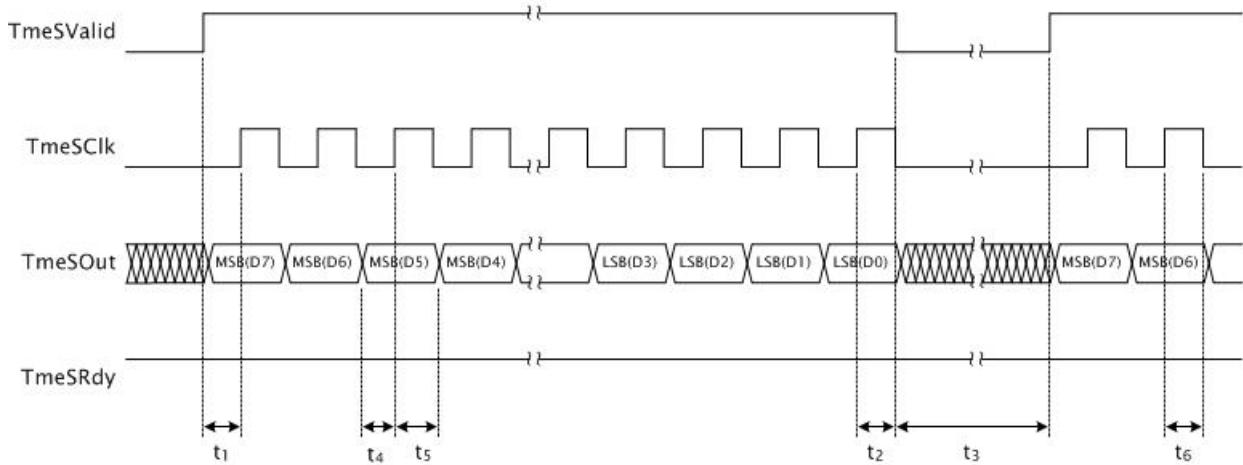 TmeSValid
TmeSClk
TmeSOut MSB(D7) MSB(D6) MSB(D5) MSB(D4) LSB(D3) LSB(D2) LSB(D1) LSB(D0) MSB(D7) MSB(D6)
TmeSRdy
t1 t4 t5 t2 t3 t6